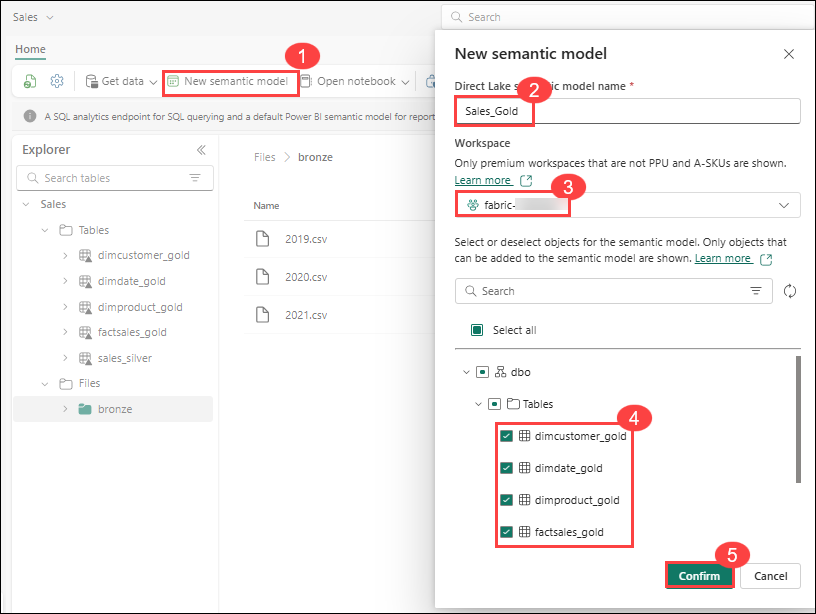 Sales
Search
Home
1
Get data
New semantic model
Open notebook
A SQL analytics endpoint for SQL querying and a default Power BI semantic model for report
Explorer
Search tables
Sales
Tables
dimcustomer_gold
dimdate_gold
dimproduct_gold
factsales_gold
sales_silver
Files
bronze
Files > bronze
Name
2019.csv
2020.csv
2021.csv
New semantic model
Direct Lake s ic model name *
2
Sales_Gold
Workspace
Only premium workspaces that are not PPU and A-SKUs are shown.
Learn more
3
fabric-
Select or deselect objects for the semantic model. Only objects that
can be added to the semantic model are shown. Learn more
Search
Select all
dbo
Tables
4
dimcustomer_gold
dimdate_gold
dimproduct_gold
factsales_gold
5
Confirm
Cancel